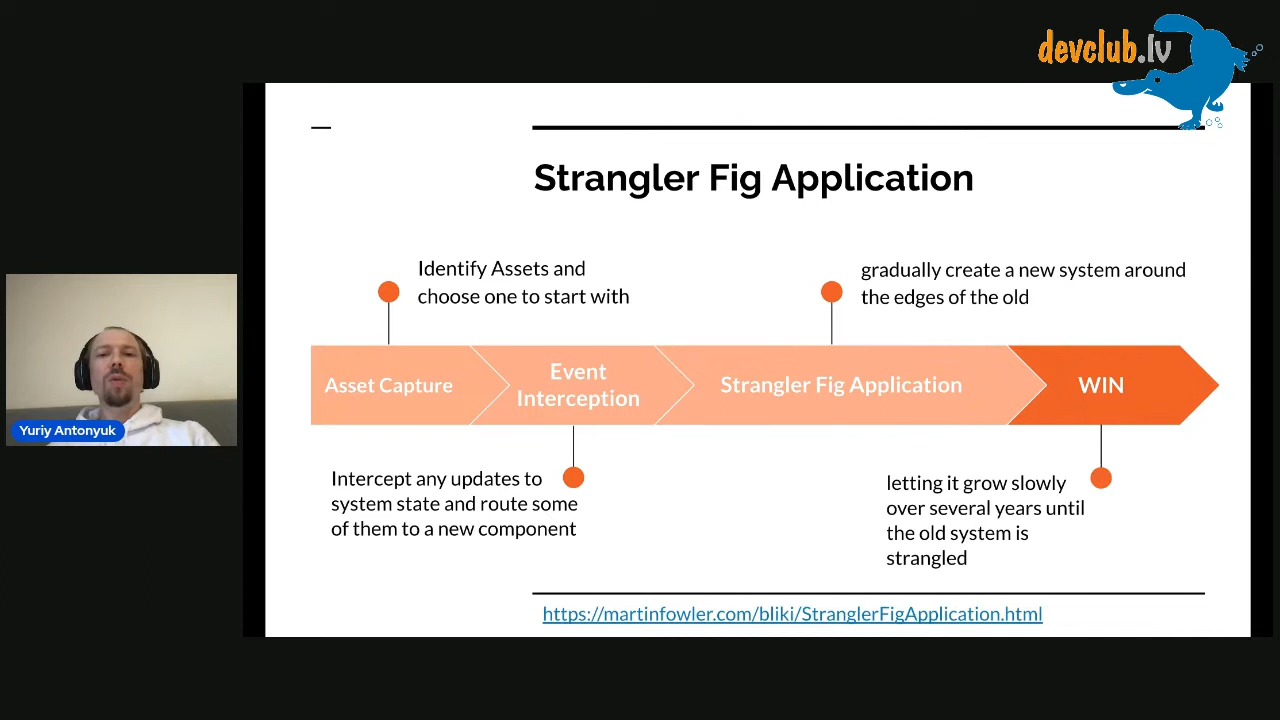 devclub.lv
Strangler Fig Application
Identify Assets and
choose one to start with
gradually create a new system around
the edges of the old
Asset Capture
Event
Interception
Strangler Fig Application
WIN
Yuriy Antonyuk
Intercept any updates to
system state and route some
of them to a new component
letting it grow slowly
over several years until
the old system is
strangled
https://martinfowler.com/bliki/StranglerFigApplication.html